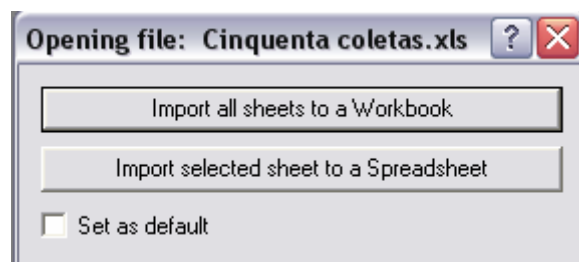 Opening file: Cinquenta coletas.xls
Import all sheets to a Workbook
Import selected sheet to a Spreadsheet
Set as default